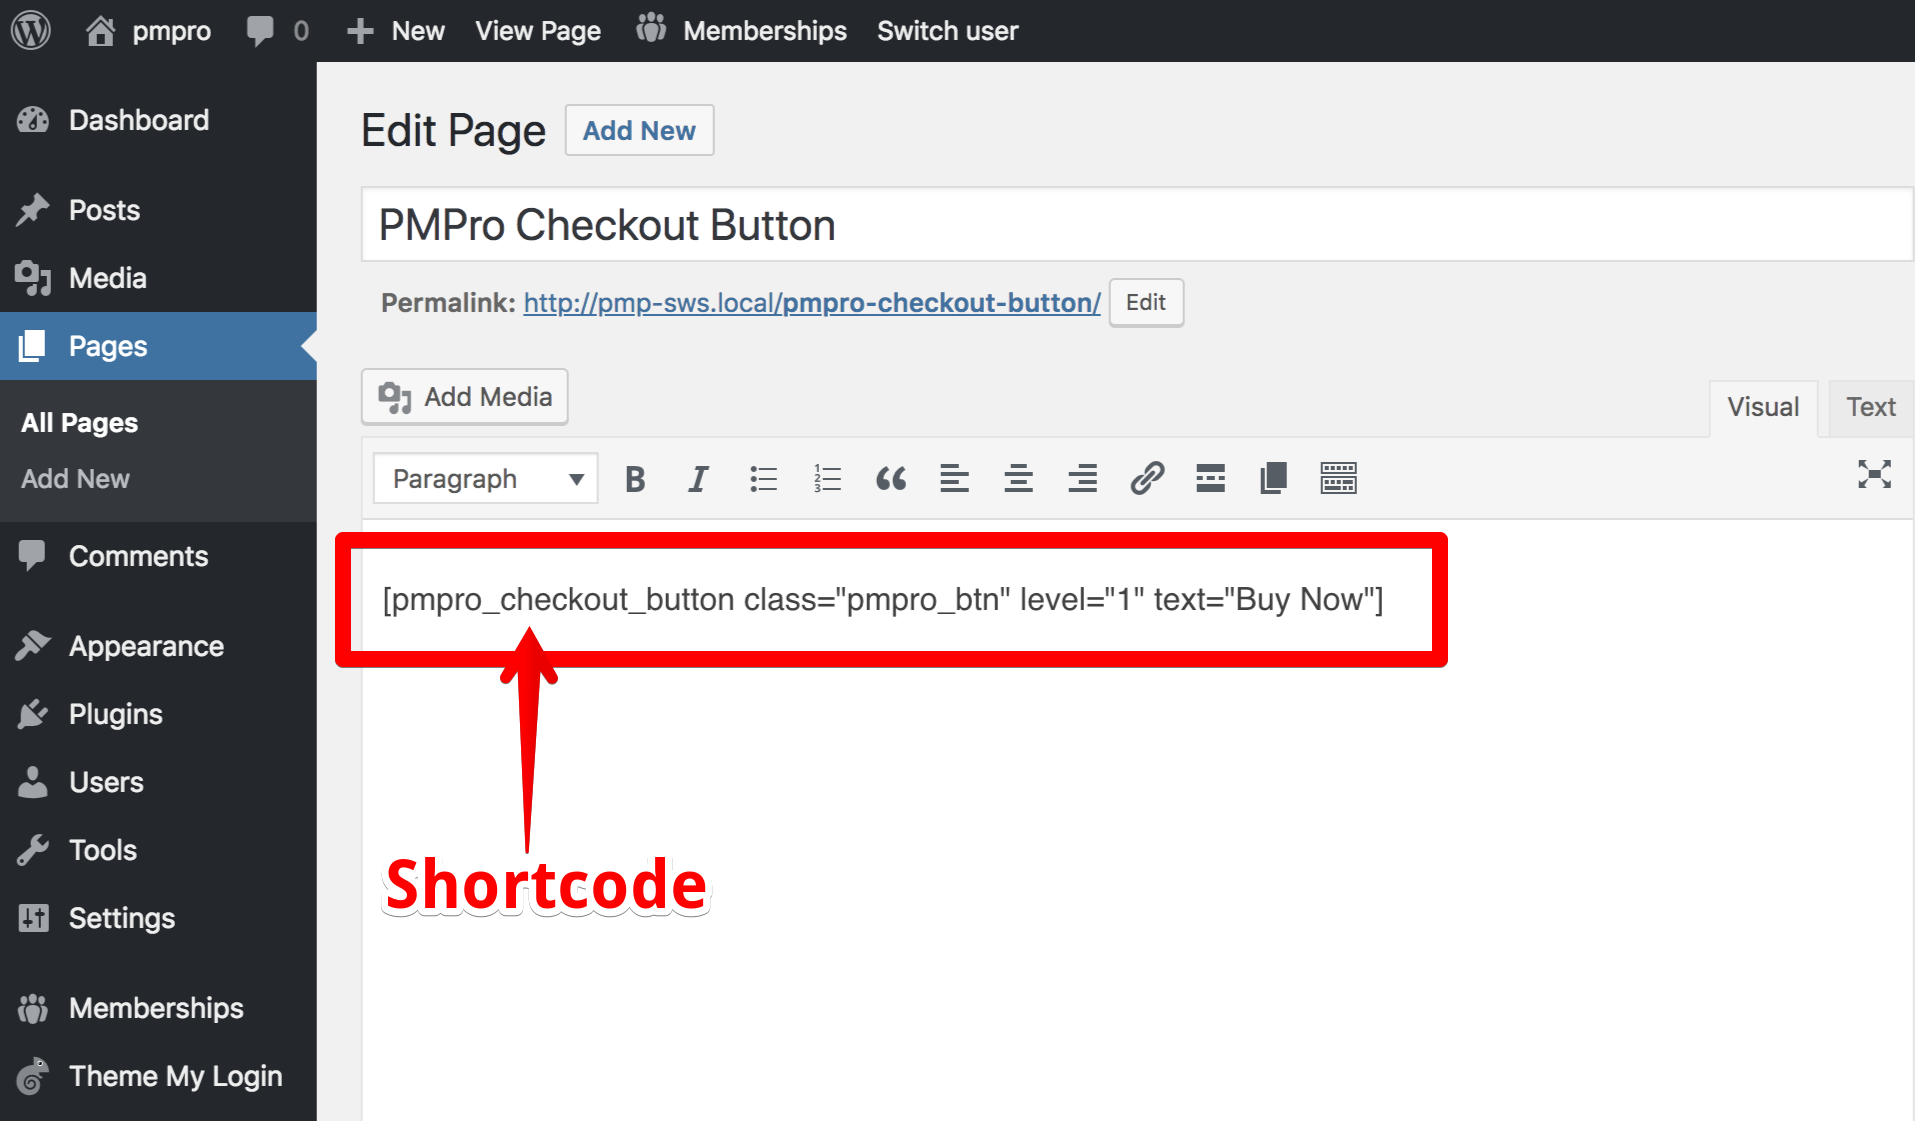 pmpro 0 New View Page Memberships Switch user
Dashboard
Posts
Media
Pages
All Pages
Add New
Comments
Appearance
Plugins
Users
Tools
Settings
Memberships
Theme My Login
Edit Page Add New
PMPro Checkout Button
Permalink: http://pmp-sws.local/pmpro-checkout-button/ Edit
Add Media
Visual Text
Paragraph
[pmpro_checkout_button class="pmpro_btn" level="1" text="Buy Now"]
Shortcode